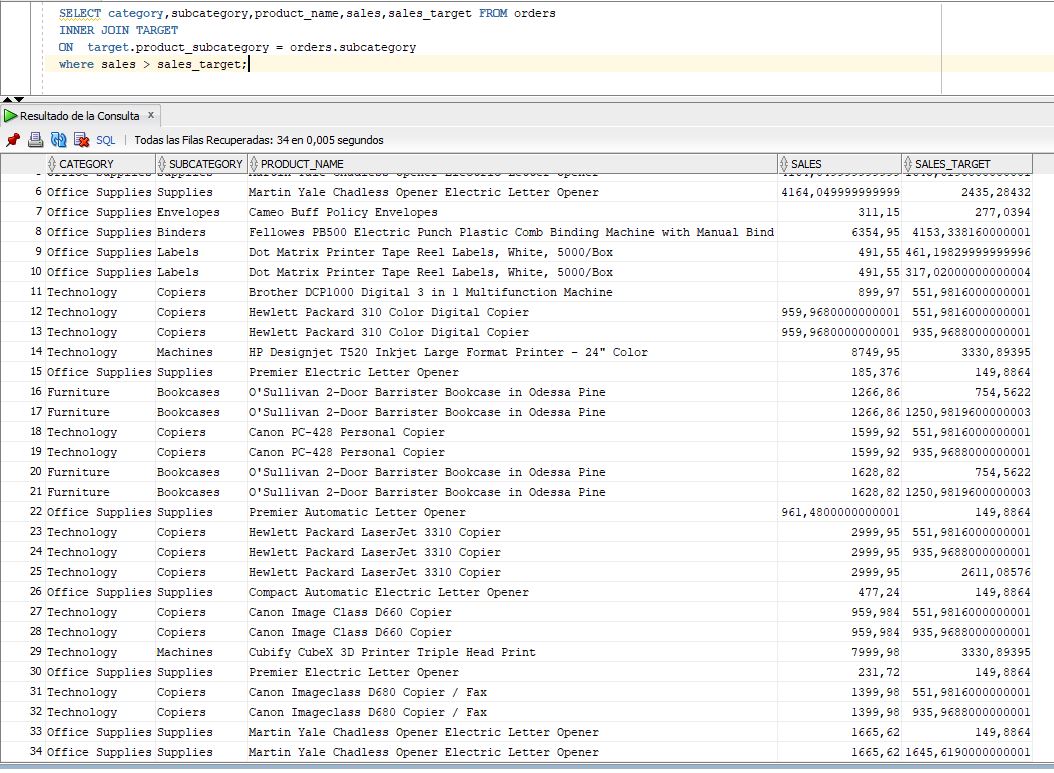 SELECT category,subcategory,product_name,sales,sales_target FROM orders
INNER JOIN TARGET
ON  target.product_subcategory = orders.subcategory
where sales > sales_target;
Resultado de la Consulta x
SQL | Todas las Filas Recuperadas: 34 en 0,005 segundos
CATEGORY SUBCATEGORY PRODUCT_NAME SALES SALES_TARGET
Office Supplies Supplies Martin Yale Chadless Opener Electric Letter Opener
6 Office Supplies Supplies Martin Yale Chadless Opener Electric Letter Opener 4164,049999999999 2435,28432
7 Office Supplies Envelopes Cameo Buff Policy Envelopes 311,15 277,0394
8 Office Supplies Binders Fellowes PB500 Electric Punch Plastic Comb Binding Machine with Manual Bind 6354,95 4153,338160000001
9 Office Supplies Labels Dot Matrix Printer Tape Reel Labels, White, 5000/Box 491,55 461,19829999999996
10 Office Supplies Labels Dot Matrix Printer Tape Reel Labels, White, 5000/Box 491,55 317,02000000000004
11 Technology Copiers Brother DCP1000 Digital 3 in 1 Multifunction Machine 899,97 551,9816000000001
12 Technology Copiers Hewlett Packard 310 Color Digital Copier 959,9680000000001 551,9816000000001
13 Technology Copiers Hewlett Packard 310 Color Digital Copier 959,9680000000001 935,9688000000001
14 Technology Machines HP Designjet T520 Inkjet Large Format Printer - 24" Color 8749,95 3330,89395
15 Office Supplies Supplies Premier Electric Letter Opener 185,376 149,8864
16 Furniture Bookcases O'Sullivan 2-Door Barrister Bookcase in Odessa Pine 1266,86 754,5622
17 Furniture Bookcases O'Sullivan 2-Door Barrister Bookcase in Odessa Pine 1266,86 1250,9819600000003
18 Technology Copiers Canon PC-428 Personal Copier 1599,92 551,9816000000001
19 Technology Copiers Canon PC-428 Personal Copier 1599,92 935,9688000000001
20 Furniture Bookcases O'Sullivan 2-Door Barrister Bookcase in Odessa Pine 1628,82 754,5622
21 Furniture Bookcases O'Sullivan 2-Door Barrister Bookcase in Odessa Pine 1628,82 1250,9819600000003
22 Office Supplies Supplies Premier Automatic Letter Opener 961,4800000000001 149,8864
23 Technology Copiers Hewlett Packard LaserJet 3310 Copier 2999,95 551,9816000000001
24 Technology Copiers Hewlett Packard LaserJet 3310 Copier 2999,95 935,9688000000001
25 Technology Copiers Hewlett Packard LaserJet 3310 Copier 2999,95 2611,08576
26 Office Supplies Supplies Compact Automatic Electric Letter Opener 477,24 149,8864
27 Technology Copiers Canon Image Class D660 Copier 959,984 551,9816000000001
28 Technology Copiers Canon Image Class D660 Copier 959,984 935,9688000000001
29 Technology Machines Cubify CubeX 3D Printer Triple Head Print 7999,98 3330,89395
30 Office Supplies Supplies Premier Electric Letter Opener 231,72 149,8864
31 Technology Copiers Canon Imageclass D680 Copier / Fax 1399,98 551,9816000000001
32 Technology Copiers Canon Imageclass D680 Copier / Fax 1399,98 935,9688000000001
33 Office Supplies Supplies Martin Yale Chadless Opener Electric Letter Opener 1665,62 149,8864
34 Office Supplies Supplies Martin Yale Chadless Opener Electric Letter Opener 1665,62 1645,6190000000001